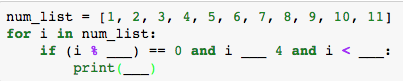 num_list = [1, 2, 3, 4, 5, 6, 7, 8, 9, 10, 11]
for i in num_list:
    if (i % ___) == 0 and i ___ 4 and i < ___:
        print(___)